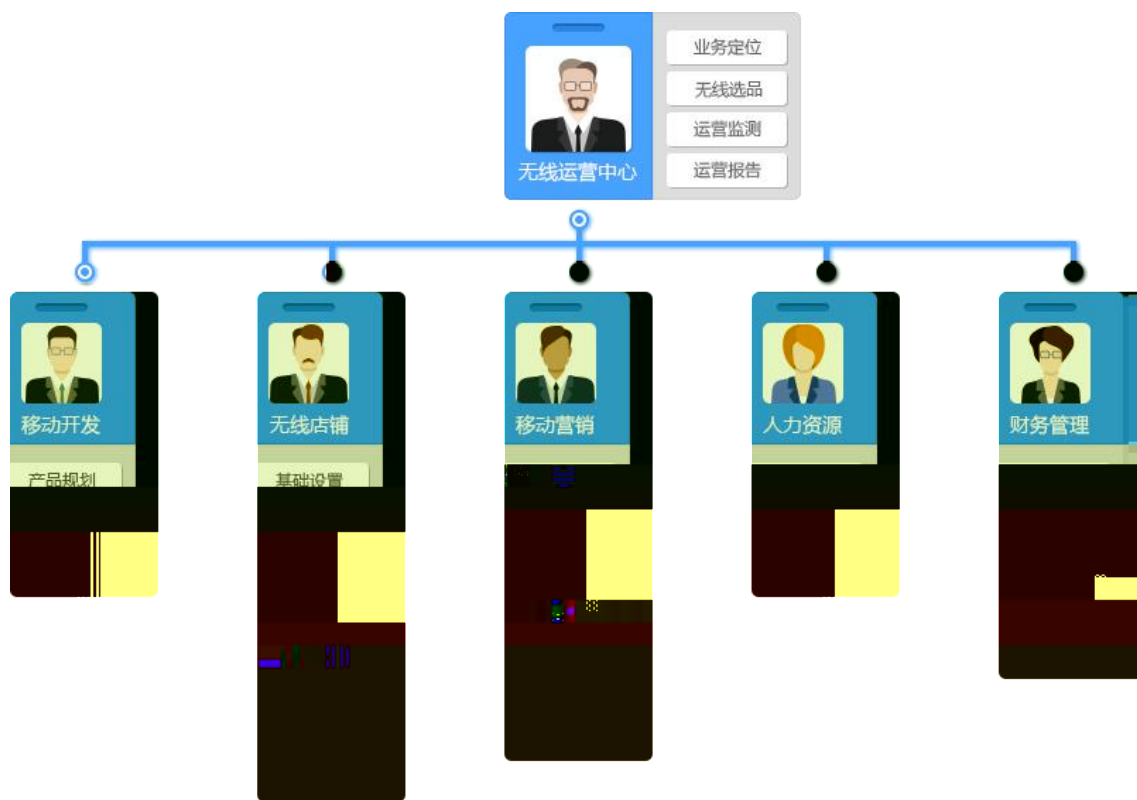 业务定位
无线选品
运营监测
运营报告
无线运营中心
移动开发
无线店铺
移动营销
人力资源
财务管理
产品规划
基础设置